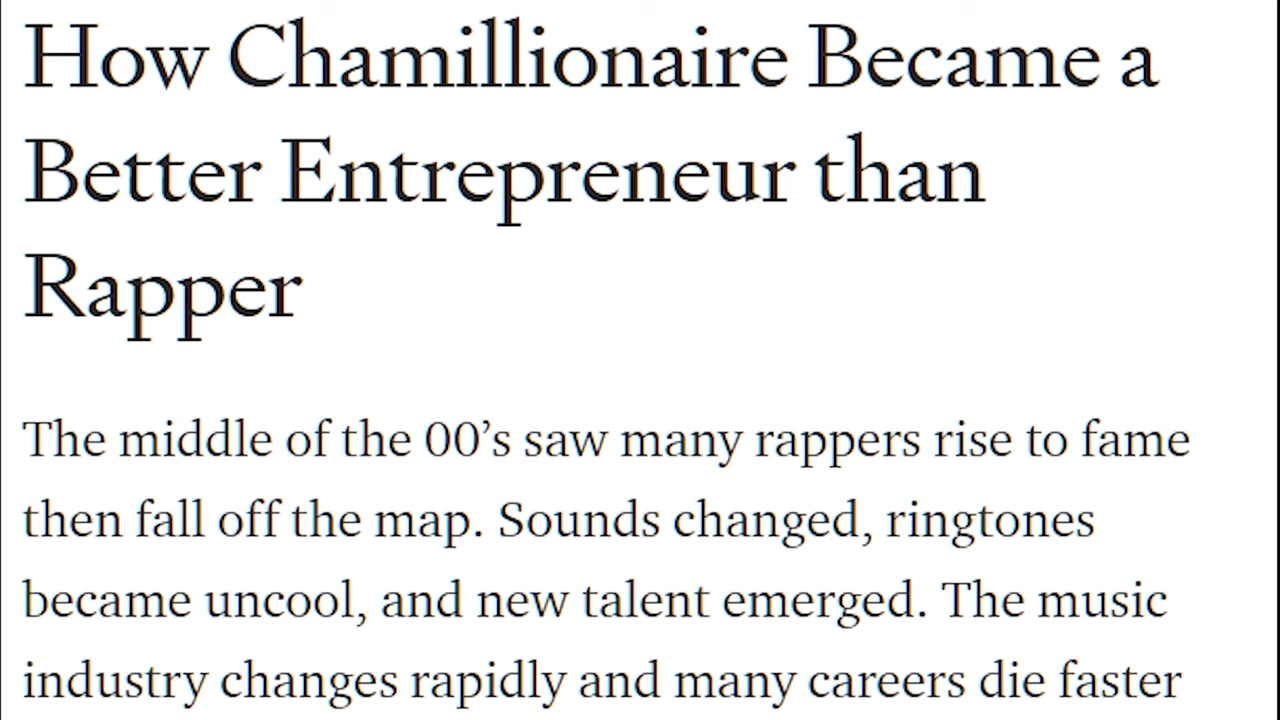 How Chamillionaire Became a
Better Entrepreneur than
Rapper
The middle of the 00’s saw many rappers rise to fame
then fall off the map. Sounds changed, ringtones
became uncool, and new talent emerged. The music
industry changes rapidly and many careers die faster